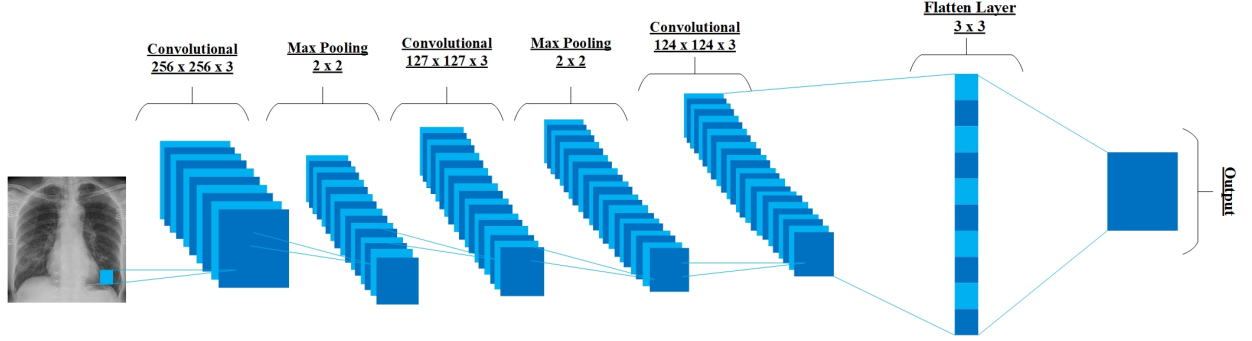 Convolutional
256 x 256 x 3
Max Pooling
2 x 2
Convolutional
127 x 127 x 3
Max Pooling
2 x 2
Convolutional
124 x 124 x 3
Flatten Layer
3 x 3
Output